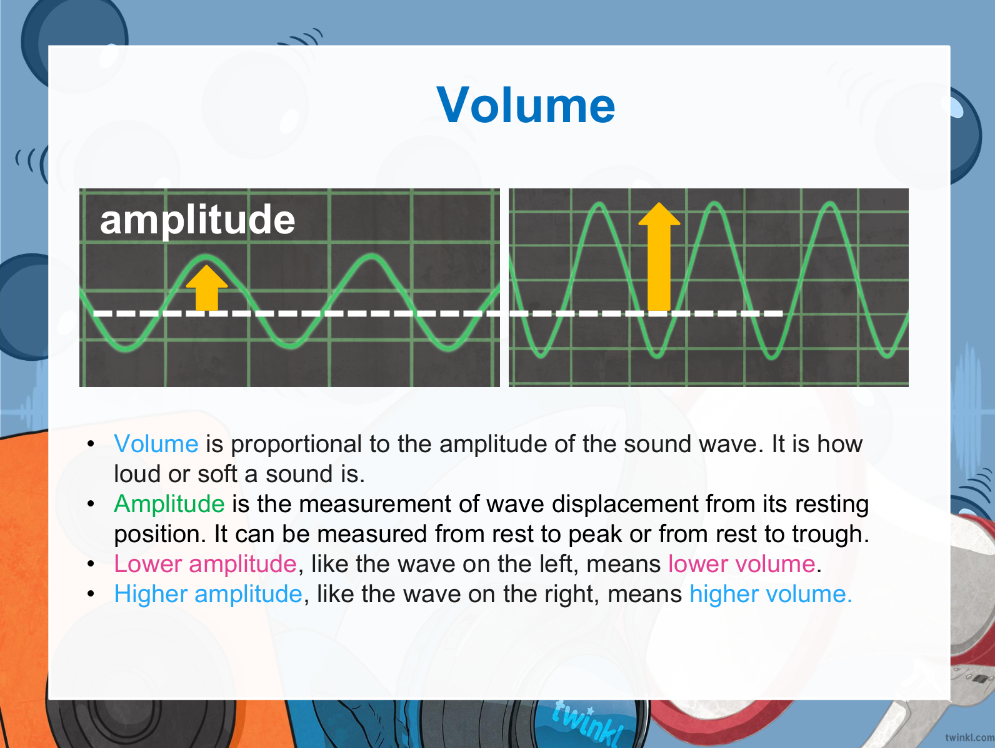 Volume
amplitude
• Volume is proportional to the amplitude of the sound wave. It is how
loud or soft a sound is.
• Amplitude is the measurement of wave displacement from its resting
position. It can be measured from rest to peak or from rest to trough.
• Lower amplitude, like the wave on the left, means lower volume.
• Higher amplitude, like the wave on the right, means higher volume.
twinkl
twinkl.com